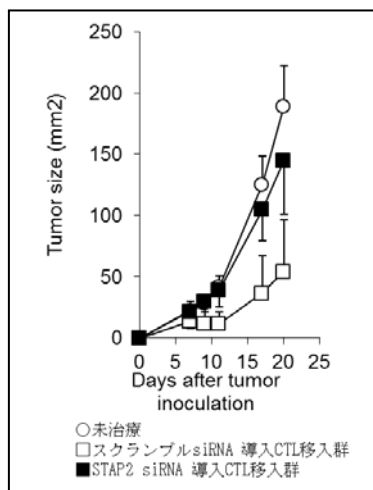 250
200
150
100
50
0
Tumor size (mm2)
0 5 10 15 20 25
Days after tumor
inoculation
○未治療
□スクランブルsiRNA 導入CTL移入群
■STAP2 siRNA 導入CTL移入群